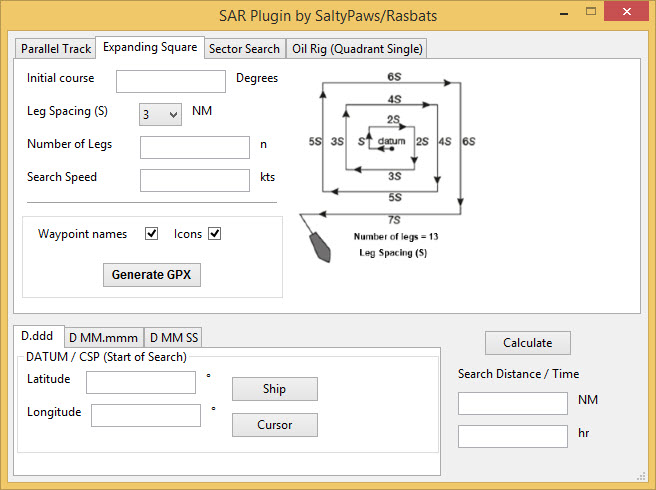 SAR Plugin by SaltyPaws/Rasbats
Parallel Track Expanding Square Sector Search Oil Rig (Quadrant Single)
Initial course Degrees
Leg Spacing (S) 3 NM
Number of Legs n
Search Speed kts
Waypoint names Icons
Generate GPX
6S
4S
2S
5S 3S S datum 2S 4S 6S
3S
5S
7S
Number of legs = 13
Leg Spacing (S)
D.ddd D MM.mmm D MM SS
DATUM / CSP (Start of Search)
Latitude °
Longitude °
Ship
Cursor
Calculate
Search Distance / Time
NM
hr